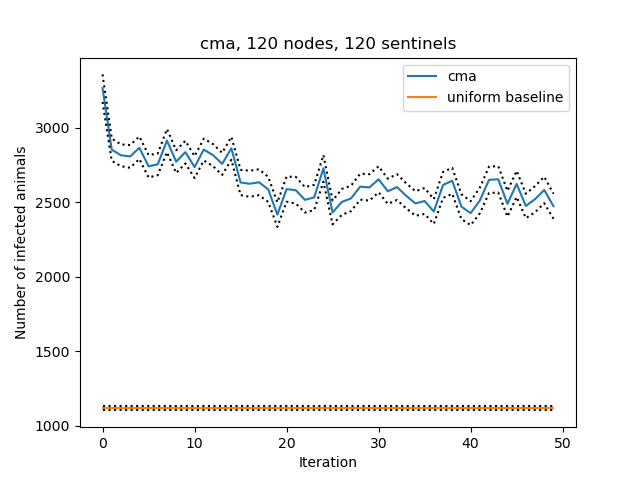 cma, 120 nodes, 120 sentinels
cma
uniform baseline
Number of infected animals
3000
2500
2000
1500
1000
0 10 20 30 40 50
Iteration